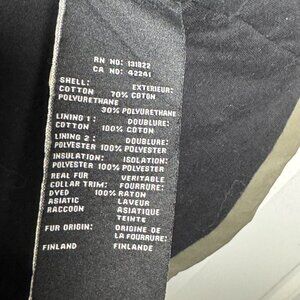 RN NO: 131822
CA NO: 42241
SHELL: EXTERIEUR:
COTTON 70% COTON
POLYURETHANE
30% POLYURETHANE
LINING 1: DOUBLURE:
COTTON 100% COTON
LINING 2: DOUBLURE:
POLYESTER 100% POLYESTER
INSULATION: ISOLATION:
POLYESTER 100% POLYESTER
REAL FUR VERITABLE
COLLAR TRIM: FOURRURE:
DYED 100% RATON
ASIATIC LAVEUR
RACCOON ASIATIQUE
TEINTE
FUR ORIGIN ORIGINE DE
LA FOURRURE:
FINLAND FINLANDE